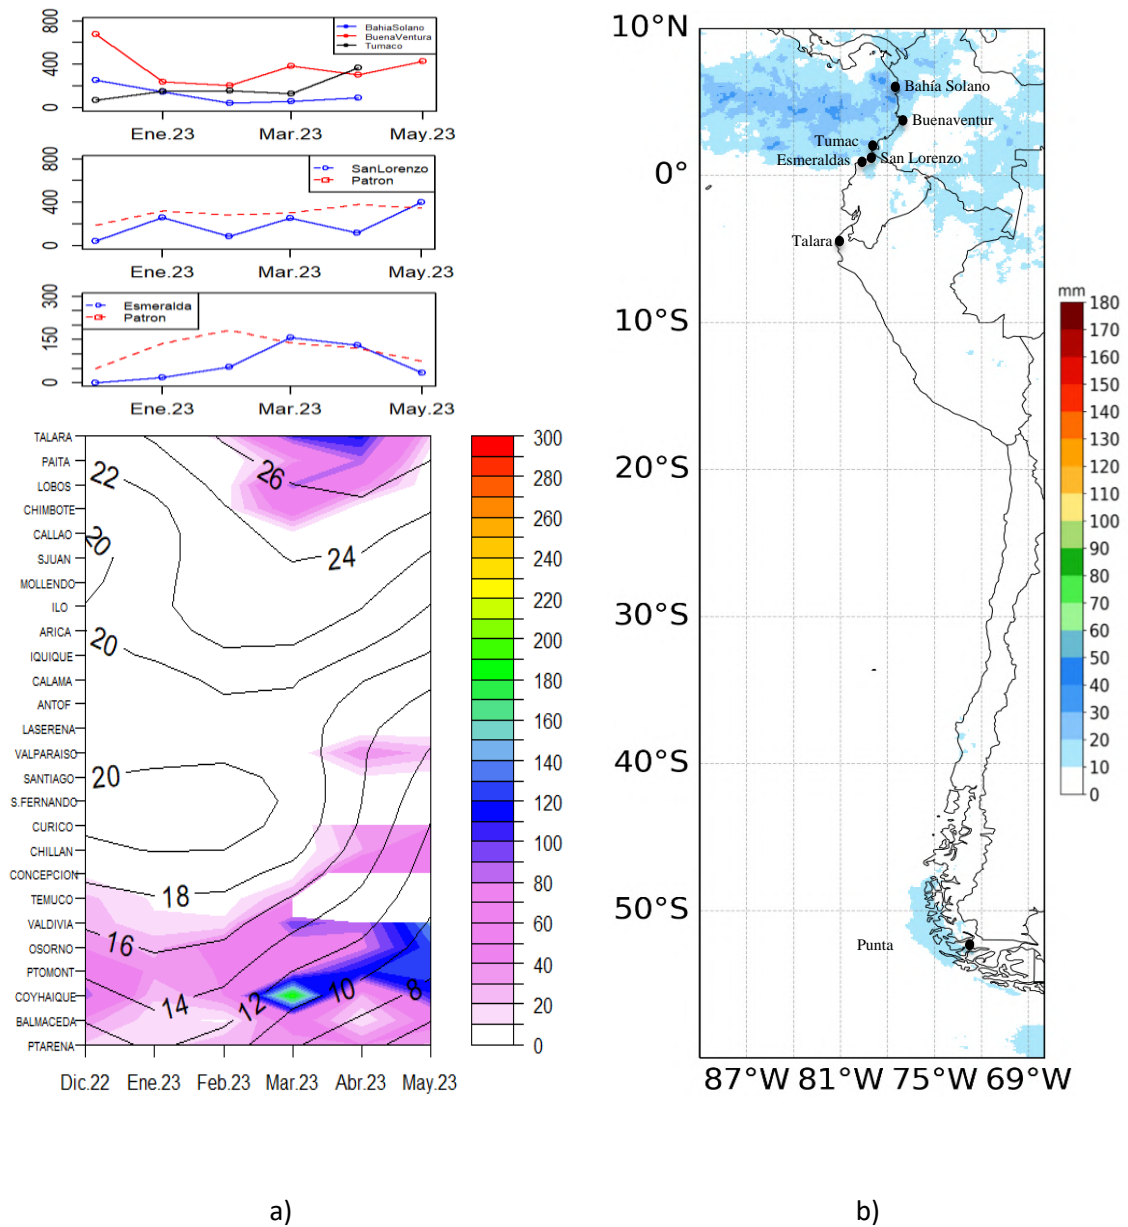 800
400
0
BahiaSolano
BuenaVentura
Tumaco
Ene.23
Mar.23
May.23
800
400
0
SanLorenzo
Patron
Ene.23
Mar.23
May.23
300
150
0
Esmeralda
Patron
Ene.23
Mar.23
May.23
TALARA
PAITA
LOBOS
CHIMBOTE
CALLAO
SJUAN
MOLLENDO
ILO
ARICA
IQUIQUE
CALAMA
ANTOF
LASERENA
VALPARAISO
SANTIAGO
S.FERNANDO
CURICO
CHILLAN
CONCEPCION
TEMUCO
VALDIVIA
OSORNO
PTOMONT
COYHAIQUE
BALMACEDA
PTARENA
22
26
20
24
20
20
18
16
14
12
10
8
Dic.22
Ene.23
Feb.23
Mar.23
Abr.23
May.23
300
280
260
240
220
200
180
160
140
120
100
80
60
40
20
0
a)
10°N
0°
10°S
20°S
30°S
40°S
50°S
Bahía Solano
Buenaventur
Tumac
Esmeraldas
San Lorenzo
Talara
Punta
87°W
81°W
75°W
69°W
mm
180
170
160
150
140
130
120
110
100
90
80
70
60
50
40
30
20
10
0
b)